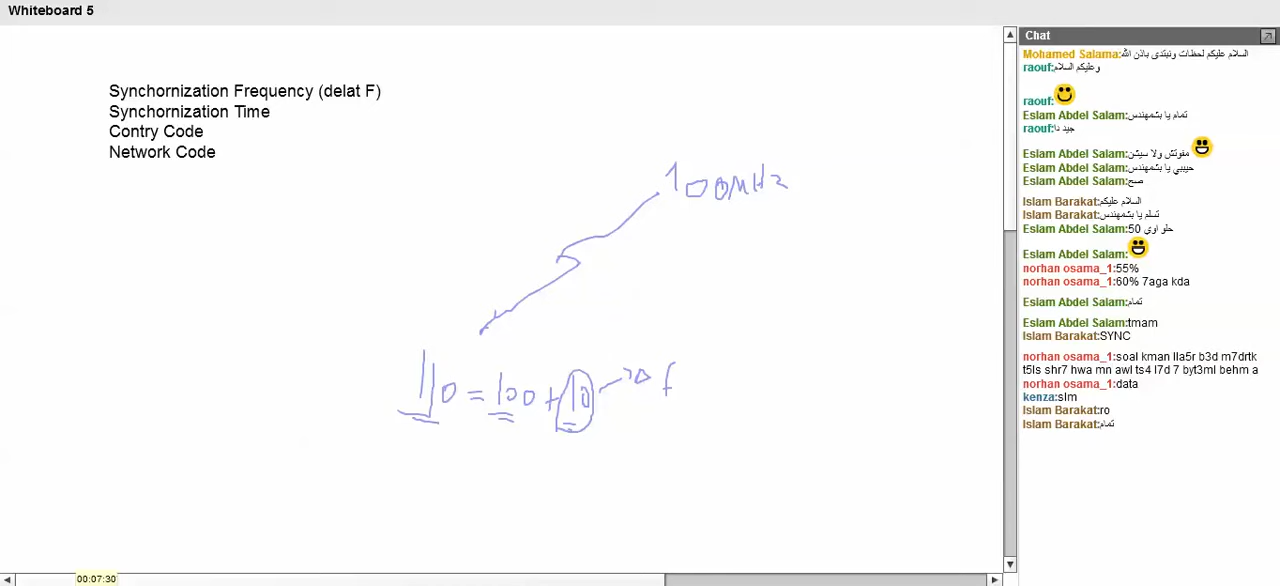 Whiteboard 5
Synchornization Frequency (delat F)
Synchornization Time
Contry Code
Network Code
100MHz
110 = 100 + 10 → Δ f
00:07:30
Chat
Mohamed Salama:السلام عليكم لحظات ونبتدى باذن الله
raouf:وعليكم السلام
raouf:
Eslam Abdel Salam:تمام يا بشمهندس
raouf:جيد دا
Eslam Abdel Salam:مفوتش ولا سيشن
Eslam Abdel Salam:حبيبي يا بشمهندس
Eslam Abdel Salam:صح
Islam Barakat:السلام عليكم
Islam Barakat:تسلم يا بشمهندس
Eslam Abdel Salam:حلو اوي 50
Eslam Abdel Salam:
norhan osama_1:55%
norhan osama_1:60% 7aga kda
Eslam Abdel Salam:تمام
Eslam Abdel Salam:tmam
Islam Barakat:SYNC
norhan osama_1:soal kman lla5r b3d m7drtk
t5ls shr7 hwa mn awl ts4 l7d 7 byt3ml behm a
norhan osama_1:data
kenza:slm
Islam Barakat:ro
Islam Barakat:تمام